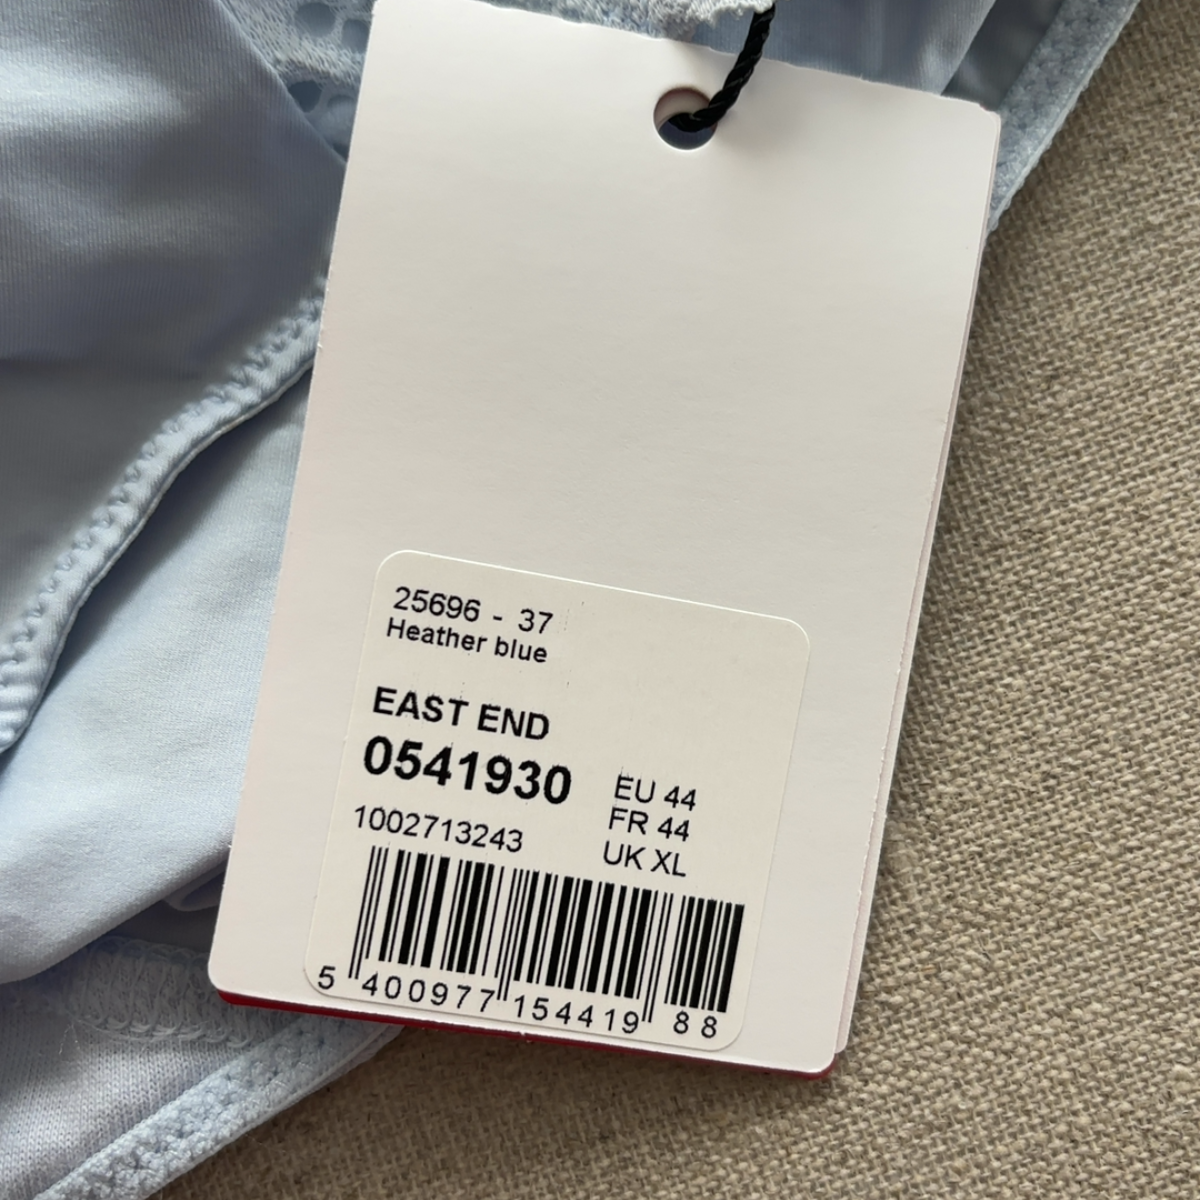 25696 - 37
Heather blue
EAST END
0541930
1002713243
EU 44
FR 44
UK XL
5 400977 154419 88